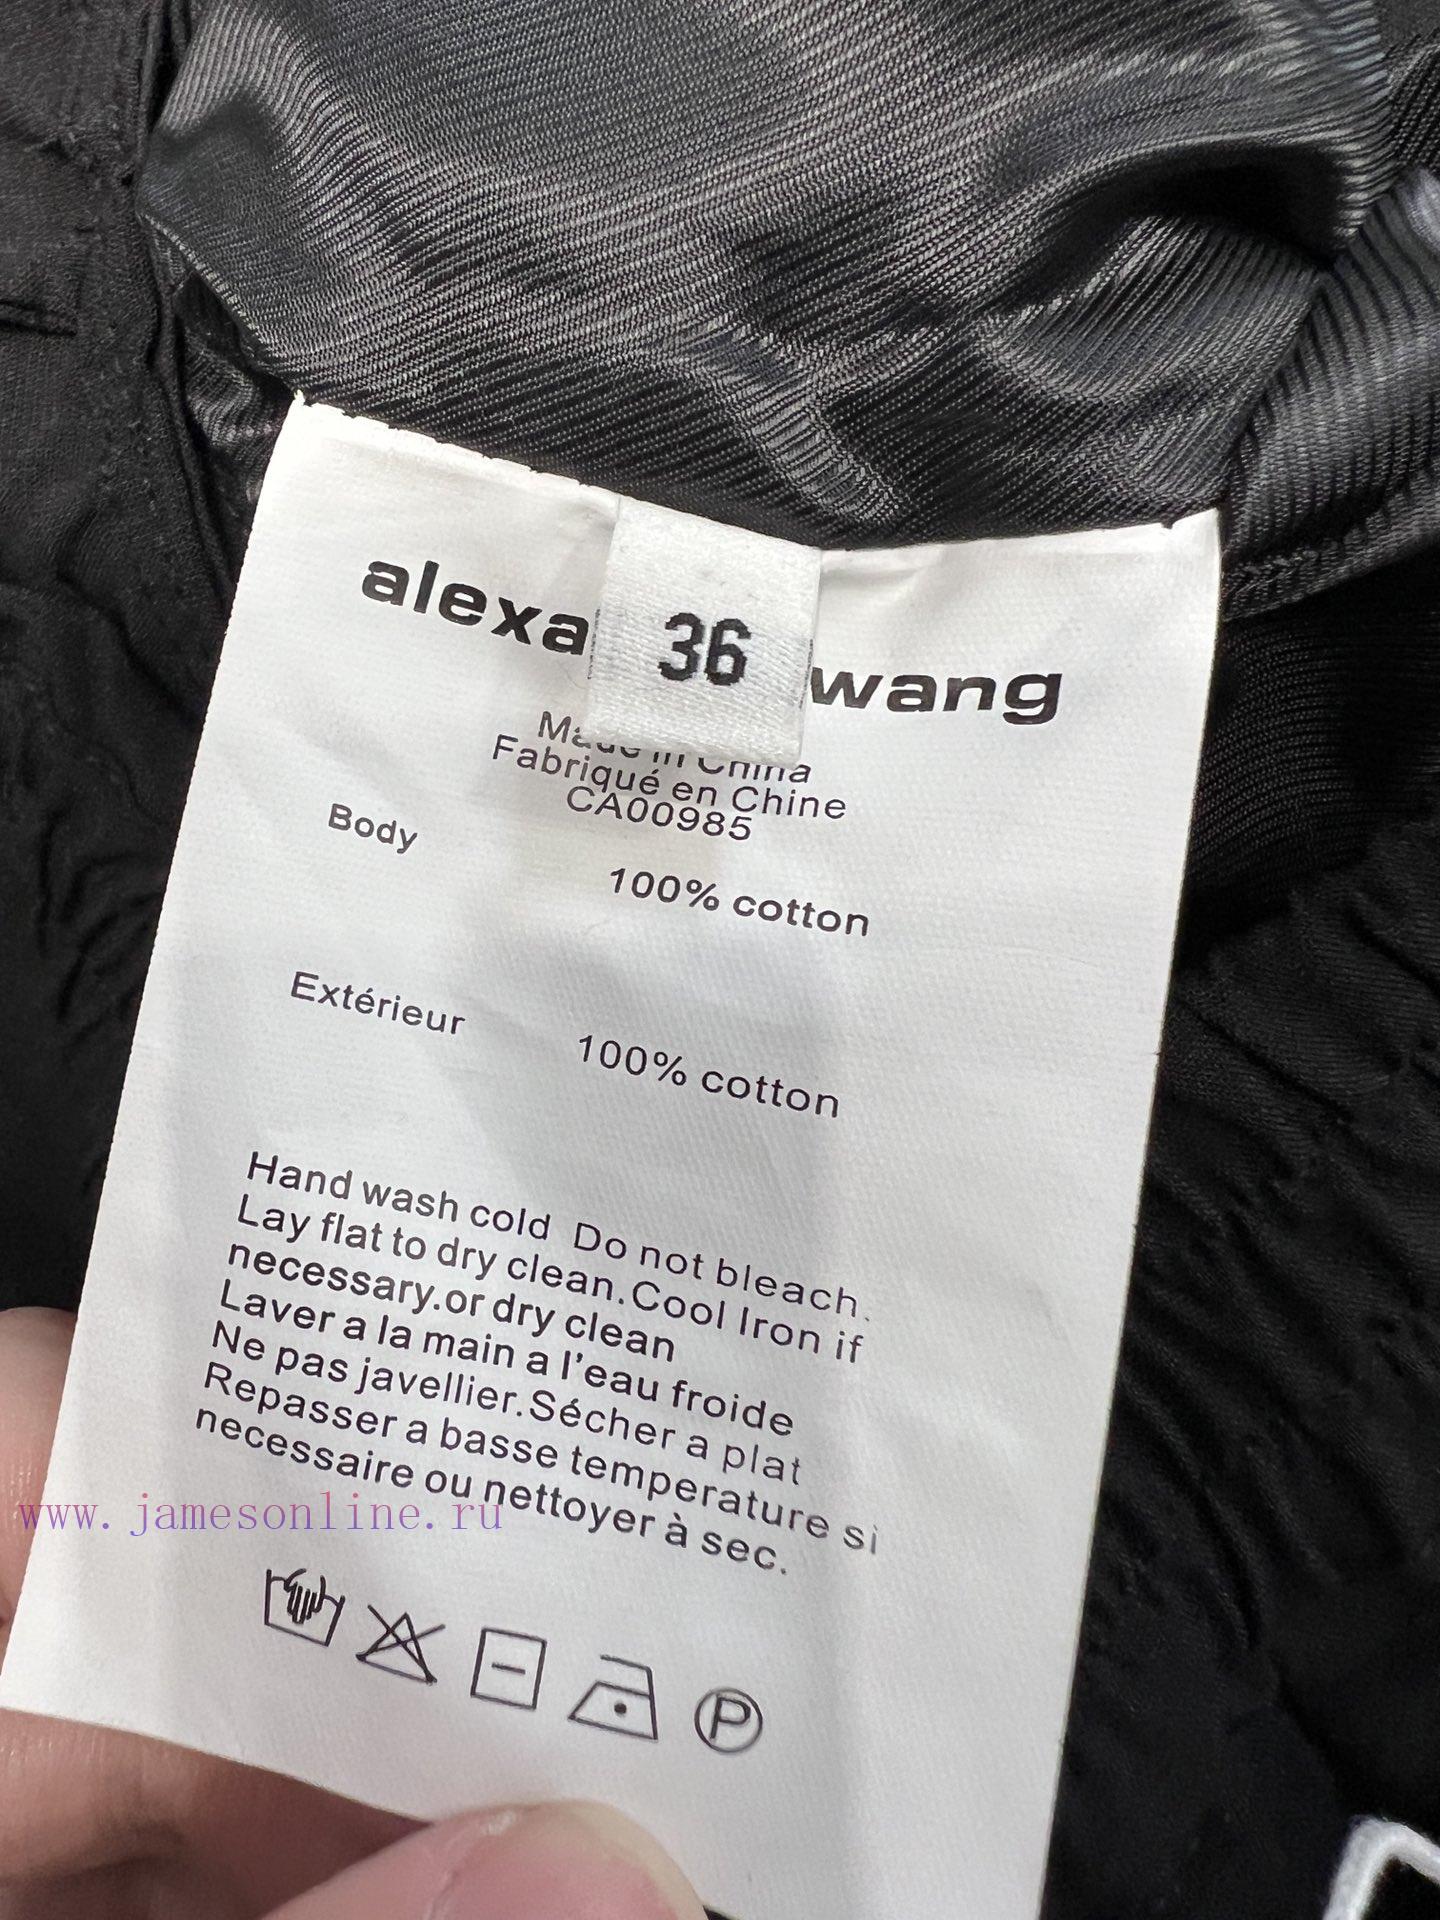 alexa wang
36
Made in China
Fabriqué en Chine
CA00985
Body
100% cotton
Extérieur
100% cotton
Hand wash cold Do not bleach.
Lay flat to dry clean.Cool Iron if
necessary.or dry clean
Laver a la main a l'eau froide
Ne pas javellier.Sécher a plat
Repasser a basse temperature si
necessaire ou nettoyer à sec.
www.jamesonline.ru
P